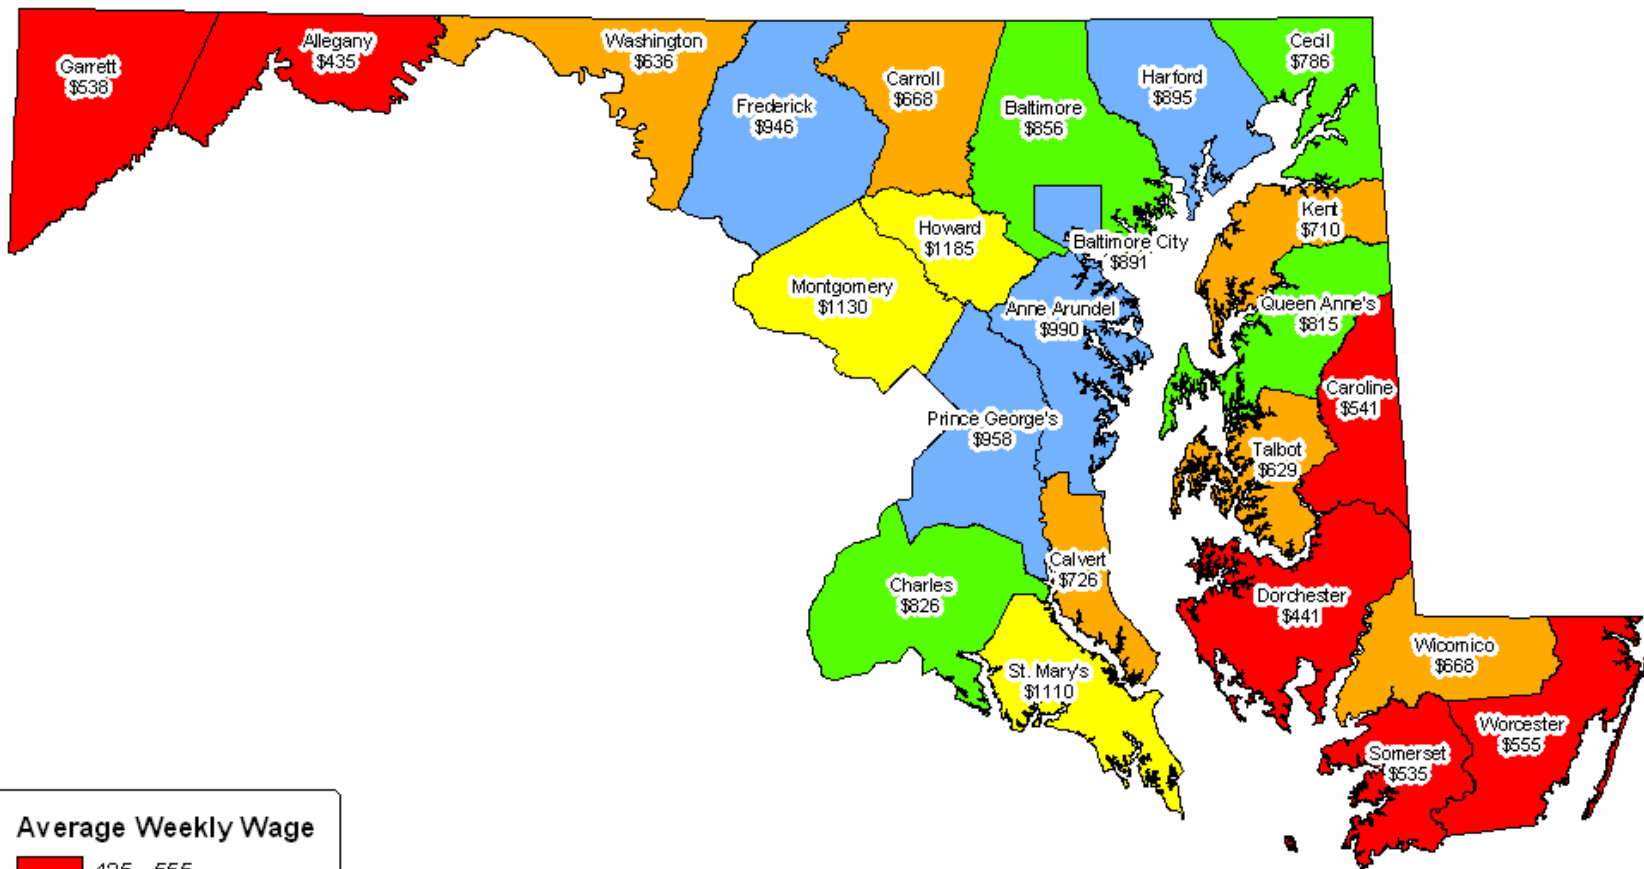 Garrett
$538
Allegany
$435
Washington
$636
Frederick
$946
Carroll
$668
Baltimore
$856
Harford
$895
Cecil
$786
Kent
$710
Howard
$1185
Baltimore City
$891
Montgomery
$1130
Anne Arundel
$990
Queen Anne's
$815
Caroline
$541
Prince George's
$958
Talbot
$629
Calvert
$726
Charles
$826
Dorchester
$441
St. Mary's
$1110
Wicomico
$668
Worcester
$555
Somerset
$535
Average Weekly Wage